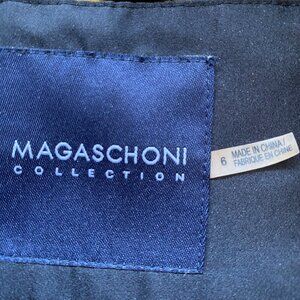 MAGASCHONI
COLLECTION
6
MADE IN CHINA/
FABRIQUÉ EN CHINE